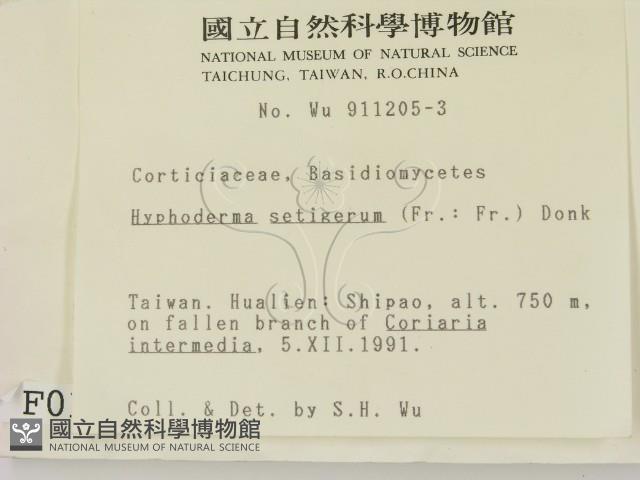 國立自然科學博物館
NATIONAL MUSEUM OF NATURAL SCIENCE
TAICHUNG, TAIWAN, R.O.CHINA
No. Wu 911205-3
Corticiaceae, Basidiomycetes
Hyphoderma setigerum (Fr.: Fr.) Donk
Taiwan. Hualien: Shipao, alt. 750 m,
on fallen branch of Coriaria
intermedia, 5.XII.1991.
Coll. & Det. by S.H. Wu
國立自然科學博物館
NATIONAL MUSEUM OF NATURAL SCIENCE